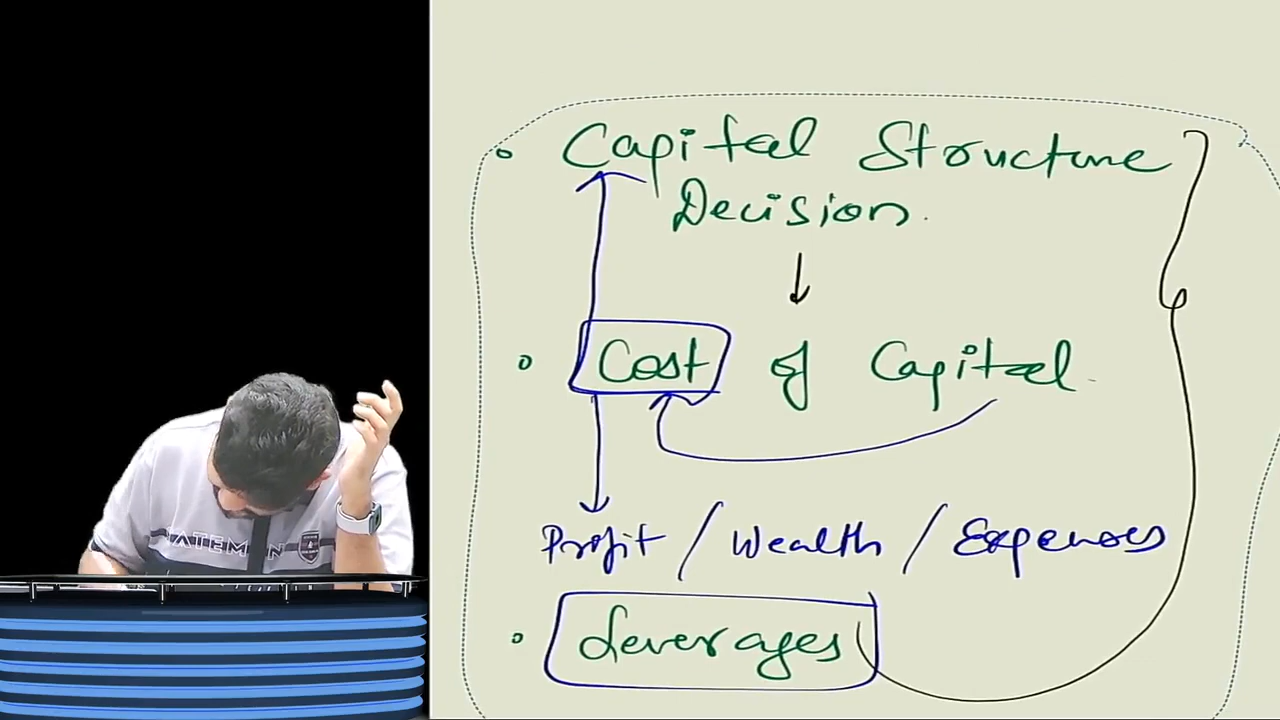 • Capital Structure
Decision.
• Cost of Capital
Profit / Wealth / Expenses
• Leverages